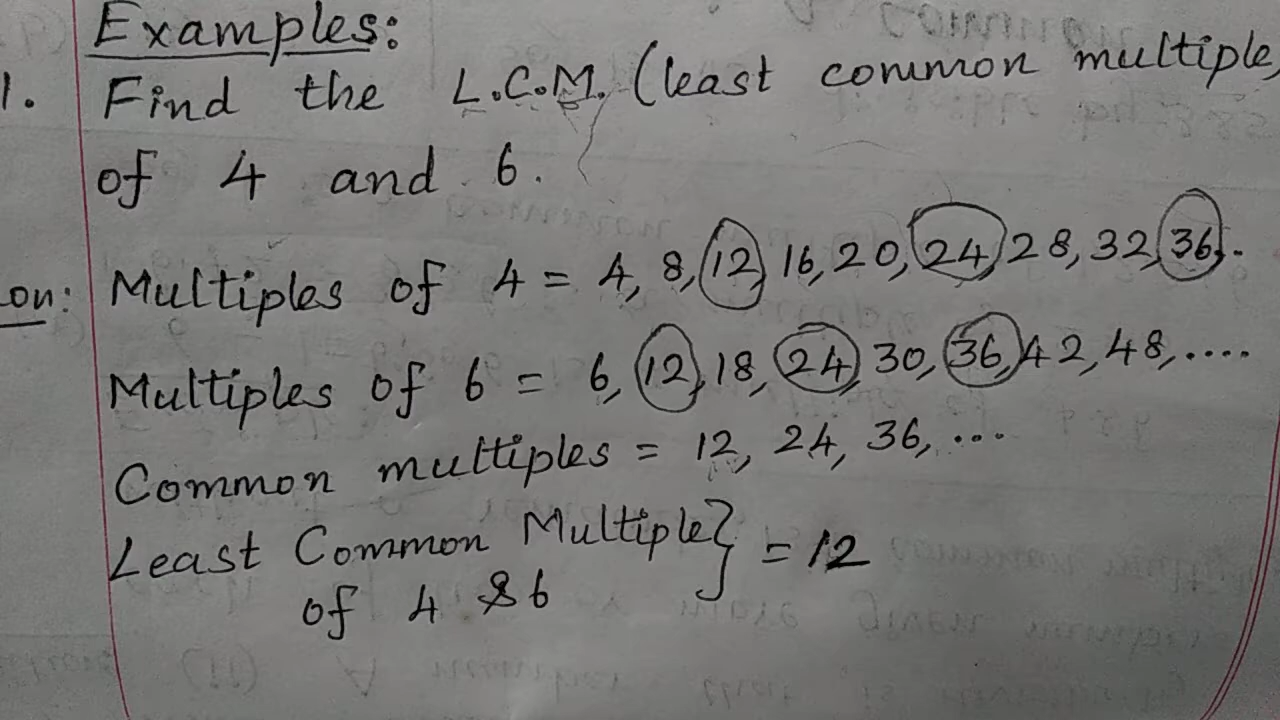 Examples:
1. Find the L.C.M. (least common multiple,
of 4 and 6.
on: Multiples of 4 = 4, 8, 12, 16, 20, 24, 28, 32, 36, .
Multiples of 6 = 6, 12, 18, 24, 30, 36, 42, 48, ....
Common multiples = 12, 24, 36, ...
Least Common Multiple } = 12
of 4 & 6